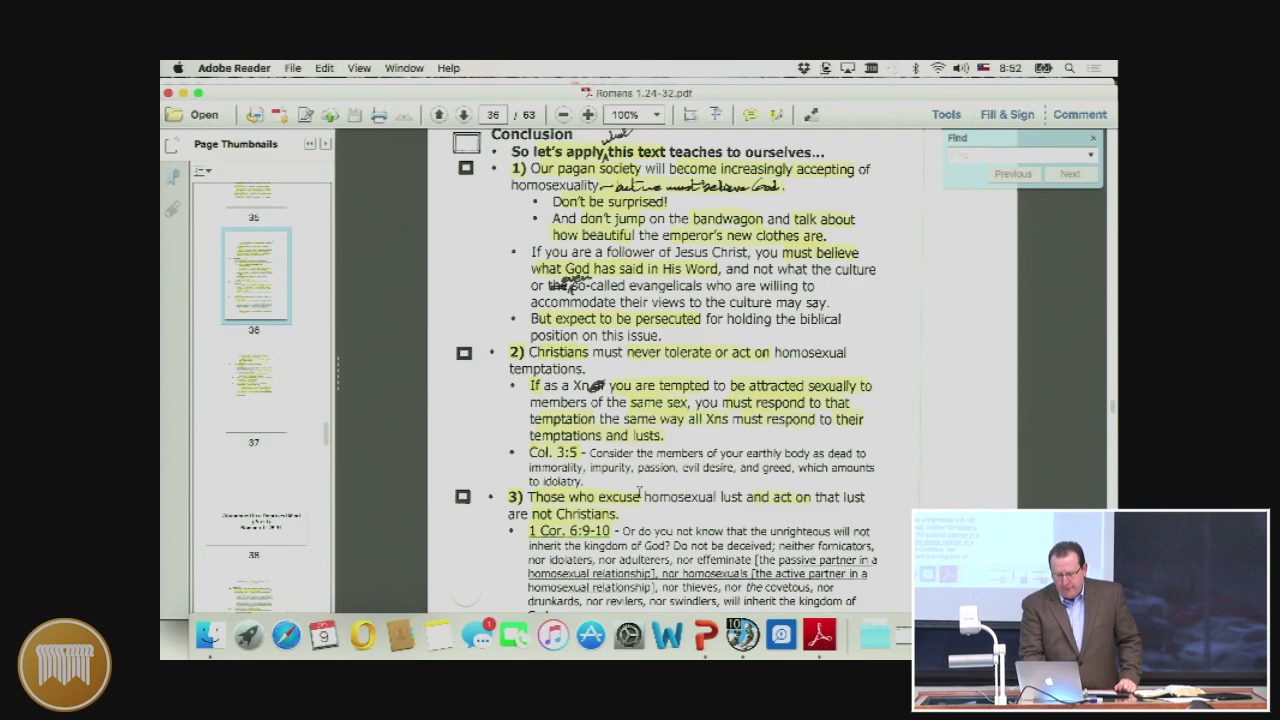 Adobe Reader File Edit View Window Help 8:52
Romans 1.24-32.pdf
Open 36 / 63 100% Tools Fill & Sign Comment
Page Thumbnails
35
36
37
38
Find
Previous Next
Conclusion
what
• So let's apply this text teaches to ourselves...
• 1) Our pagan society will become increasingly accepting of
homosexuality – but we must believe God.
• Don't be surprised!
• And don't jump on the bandwagon and talk about
how beautiful the emperor's new clothes are.
• If you are a follower of Jesus Christ, you must believe
what God has said in His Word, and not what the culture
or even so-called evangelicals who are willing to
accommodate their views to the culture may say.
• But expect to be persecuted for holding the biblical
position on this issue.
• 2) Christians must never tolerate or act on homosexual
temptations.
• If as a Xn you are tempted to be attracted sexually to
members of the same sex, you must respond to that
temptation the same way all Xns must respond to their
temptations and lusts.
• Col. 3:5 - Consider the members of your earthly body as dead to
immorality, impurity, passion, evil desire, and greed, which amounts
to idolatry.
• 3) Those who excuse homosexual lust and act on that lust
are not Christians.
• 1 Cor. 6:9-10 - Or do you not know that the unrighteous will not
inherit the kingdom of God? Do not be deceived; neither fornicators,
nor idolaters, nor adulterers, nor effeminate [the passive partner in a
homosexual relationship], nor homosexuals [the active partner in a
homosexual relationship], nor thieves, nor the covetous, nor
drunkards, nor revilers, nor swindlers, will inherit the kingdom of
9
1
10